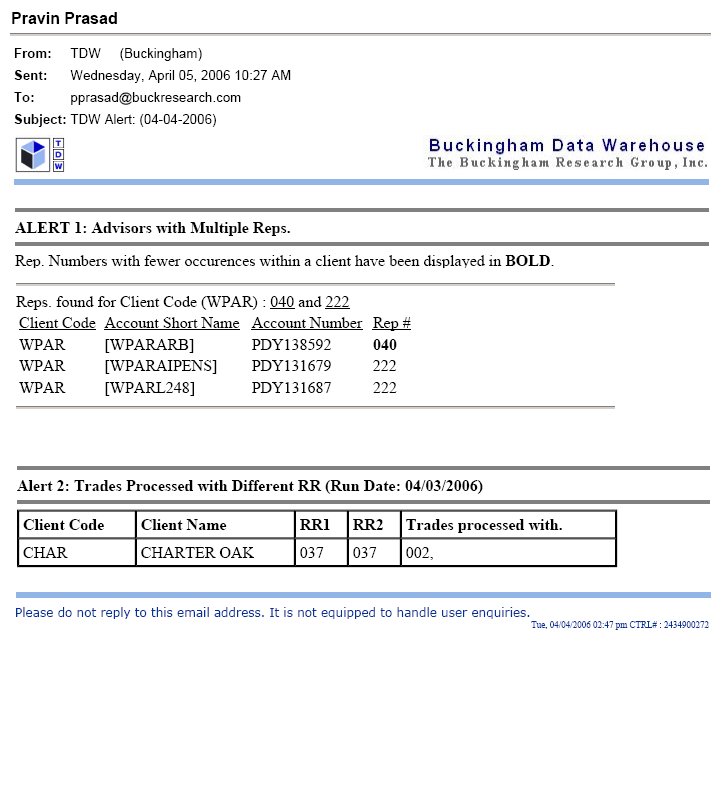 Pravin Prasad
From: TDW (Buckingham)
Sent: Wednesday, April 05, 2006 10:27 AM
To: pprasad@buckresearch.com
Subject: TDW Alert: (04-04-2006)
T
D
W
Buckingham Data Warehouse
The Buckingham Research Group, Inc.
ALERT 1: Advisors with Multiple Reps.
Rep. Numbers with fewer occurences within a client have been displayed in BOLD.
Reps. found for Client Code (WPAR) : 040 and 222
Client Code Account Short Name Account Number Rep #
WPAR [WPARARB] PDY138592 040
WPAR [WPARAIPENS] PDY131679 222
WPAR [WPARL248] PDY131687 222
Alert 2: Trades Processed with Different RR (Run Date: 04/03/2006)
Client Code Client Name RR1 RR2 Trades processed with.
CHAR CHARTER OAK 037 037 002,
Please do not reply to this email address. It is not equipped to handle user enquiries.
Tue, 04/04/2006 02:47 pm CTRL# : 2434900272